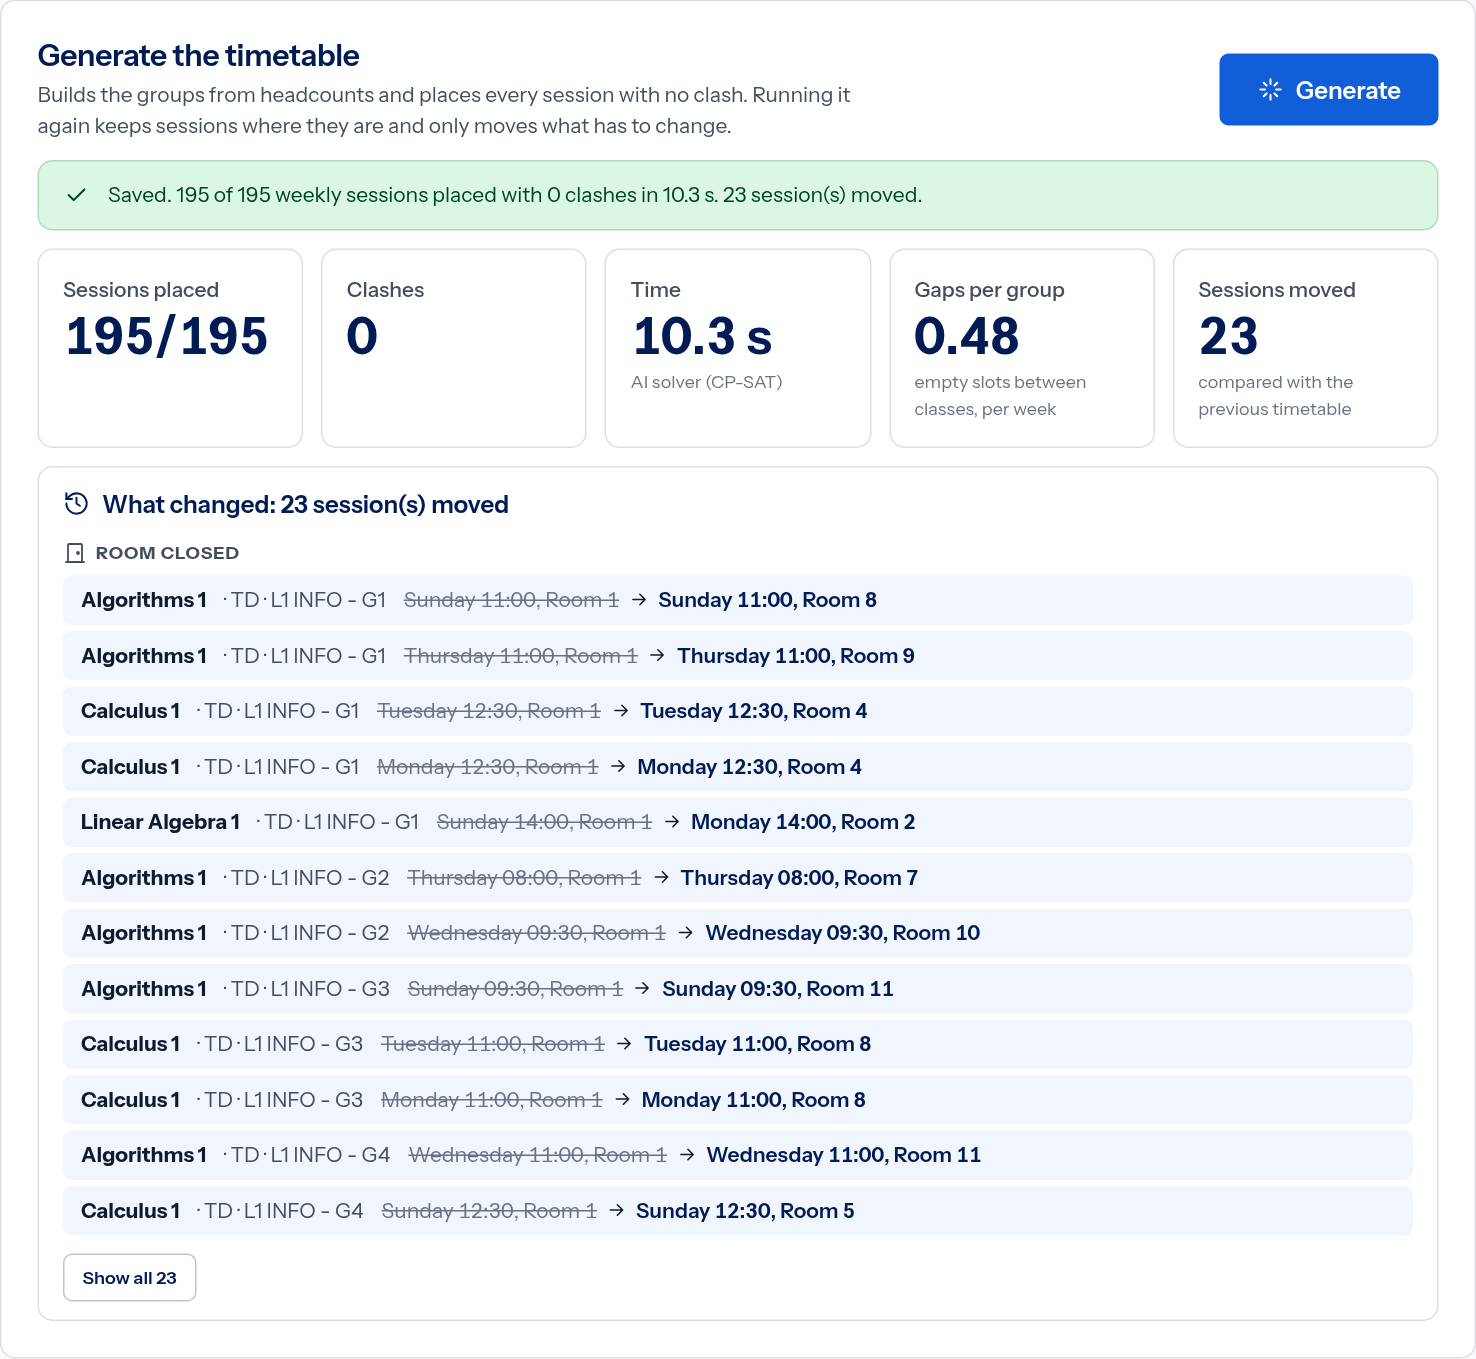 Generate the timetable
Builds the groups from headcounts and places every session with no clash. Running it
again keeps sessions where they are and only moves what has to change.
Generate
Saved. 195 of 195 weekly sessions placed with 0 clashes in 10.3 s. 23 session(s) moved.
Sessions placed
195/195
Clashes
0
Time
10.3 s
AI solver (CP-SAT)
Gaps per group
0.48
empty slots between
classes, per week
Sessions moved
23
compared with the
previous timetable
What changed: 23 session(s) moved
ROOM CLOSED
Algorithms 1 · TD · L1 INFO - G1 Sunday 11:00, Room 1 → Sunday 11:00, Room 8
Algorithms 1 · TD · L1 INFO - G1 Thursday 11:00, Room 1 → Thursday 11:00, Room 9
Calculus 1 · TD · L1 INFO - G1 Tuesday 12:30, Room 1 → Tuesday 12:30, Room 4
Calculus 1 · TD · L1 INFO - G1 Monday 12:30, Room 1 → Monday 12:30, Room 4
Linear Algebra 1 · TD · L1 INFO - G1 Sunday 14:00, Room 1 → Monday 14:00, Room 2
Algorithms 1 · TD · L1 INFO - G2 Thursday 08:00, Room 1 → Thursday 08:00, Room 7
Algorithms 1 · TD · L1 INFO - G2 Wednesday 09:30, Room 1 → Wednesday 09:30, Room 10
Algorithms 1 · TD · L1 INFO - G3 Sunday 09:30, Room 1 → Sunday 09:30, Room 11
Calculus 1 · TD · L1 INFO - G3 Tuesday 11:00, Room 1 → Tuesday 11:00, Room 8
Calculus 1 · TD · L1 INFO - G3 Monday 11:00, Room 1 → Monday 11:00, Room 8
Algorithms 1 · TD · L1 INFO - G4 Wednesday 11:00, Room 1 → Wednesday 11:00, Room 11
Calculus 1 · TD · L1 INFO - G4 Sunday 12:30, Room 1 → Sunday 12:30, Room 5
Show all 23